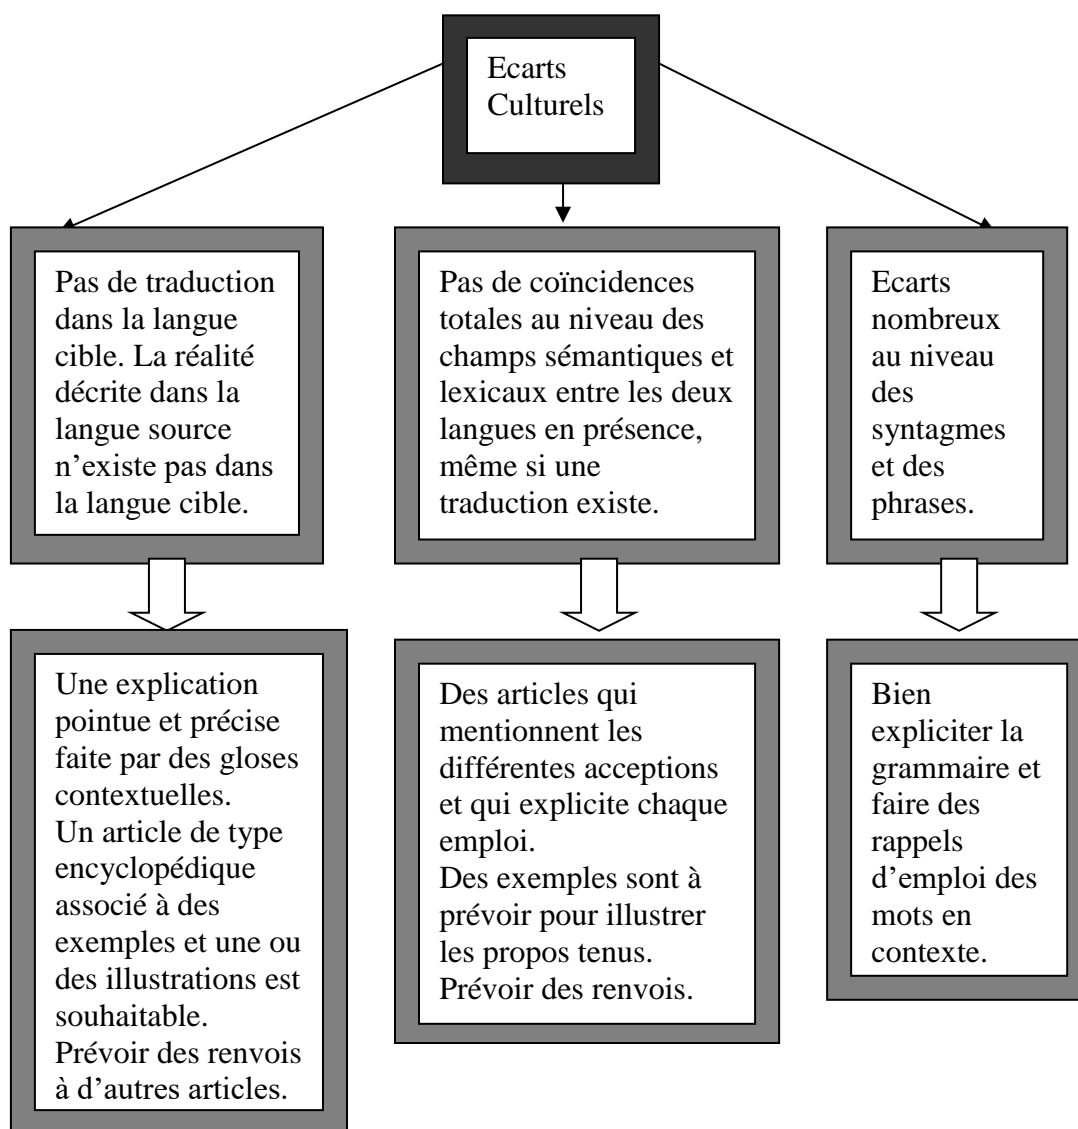 Ecarts
Culturels
Pas de traduction
dans la langue
cible. La réalité
décrite dans la
langue source
n’existe pas dans
la langue cible.
Pas de coïncidences
totales au niveau des
champs sémantiques et
lexicaux entre les deux
langues en présence,
même si une
traduction existe.
Ecarts
nombreux
au niveau
des
syntagmes
et des
phrases.
Une explication
pointue et précise
faite par des gloses
contextuelles.
Un article de type
encyclopédique
associé à des
exemples et une ou
des illustrations est
souhaitable.
Prévoir des renvois
à d’autres articles.
Des articles qui
mentionnent les
différentes acceptions
et qui explicite chaque
emploi.
Des exemples sont à
prévoir pour illustrer
les propos tenus.
Prévoir des renvois.
Bien
expliciter la
grammaire et
faire des
rappels
d’emploi des
mots en
contexte.